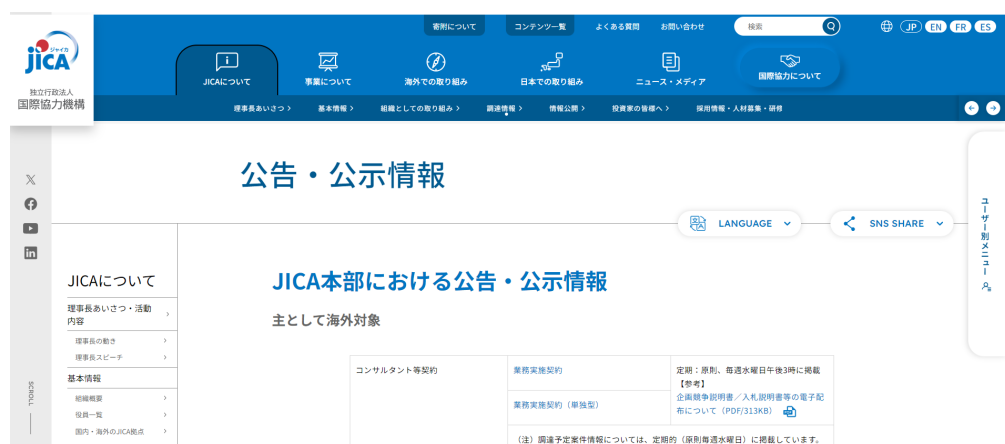 寄附について
コンテンツ一覧
よくある質問
お問い合わせ
検索
JP EN FR ES
ジャイカ
jica
独立行政法人
国際協力機構
JICAについて
事業について
海外での取り組み
日本での取り組み
ニュース・メディア
国際協力について
理事長あいさつ
基本情報
組織としての取り組み
調達情報
情報公開
投資家の皆様へ
採用情報・人材募集・研修
公告・公示情報
LANGUAGE
SNS SHARE
ユーザー別メニュー
JICAについて
理事長あいさつ・活動
内容
理事長の動き
理事長スピーチ
基本情報
組織概要
役員一覧
国内・海外のJICA拠点
SCROLL
JICA本部における公告・公示情報
主として海外対象
コンサルタント等契約
業務実施契約
業務実施契約（単独型）
定期：原則、毎週水曜日午後3時に掲載
【参考】
企画競争説明書／入札説明書等の電子配
布について（PDF/313KB）
（注）調達予定案件情報については、定期的（原則毎週水曜日）に掲載しています。